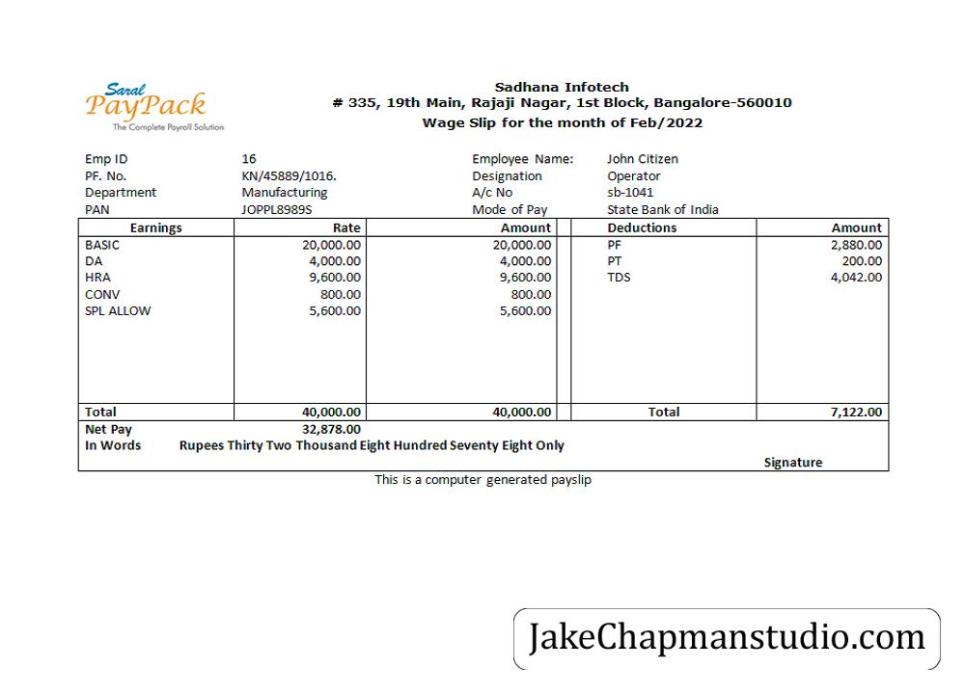 Saral
PayPack
The Complete Payroll Solution
Sadhana Infotech
# 335, 19th Main, Rajaji Nagar, 1st Block, Bangalore-560010
Wage Slip for the month of Feb/2022
Emp ID 16 Employee Name: John Citizen
PF. No. KN/45889/1016. Designation Operator
Department Manufacturing A/c No sb-1041
PAN JOPPL8989S Mode of Pay State Bank of India
Earnings Rate Amount Deductions Amount
BASIC 20,000.00 20,000.00 PF 2,880.00
DA 4,000.00 4,000.00 PT 200.00
HRA 9,600.00 9,600.00 TDS 4,042.00
CONV 800.00 800.00
SPL ALLOW 5,600.00 5,600.00
Total 40,000.00 40,000.00 Total 7,122.00
Net Pay 32,878.00
In Words Rupees Thirty Two Thousand Eight Hundred Seventy Eight Only
Signature
This is a computer generated payslip
JakeChapmanstudio.com